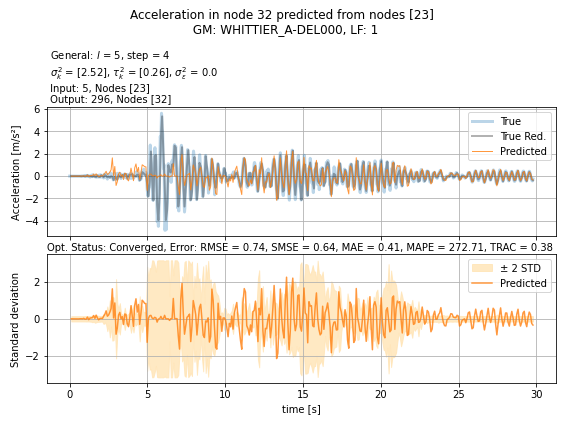 Acceleration in node 32 predicted from nodes [23]
GM: WHITTIER_A-DEL000, LF: 1
General: l = 5, step = 4
σ²ₖ = [2.52], τ²ₖ = [0.26], σ²ₑ = 0.0
Input: 5, Nodes [23]
Output: 296, Nodes [32]
Acceleration [m/s²]
6
4
2
0
−2
−4
True
True Red.
Predicted
Opt. Status: Converged, Error: RMSE = 0.74, SMSE = 0.64, MAE = 0.41, MAPE = 272.71, TRAC = 0.38
Standard deviation
2
0
−2
± 2 STD
Predicted
0 5 10 15 20 25 30
time [s]